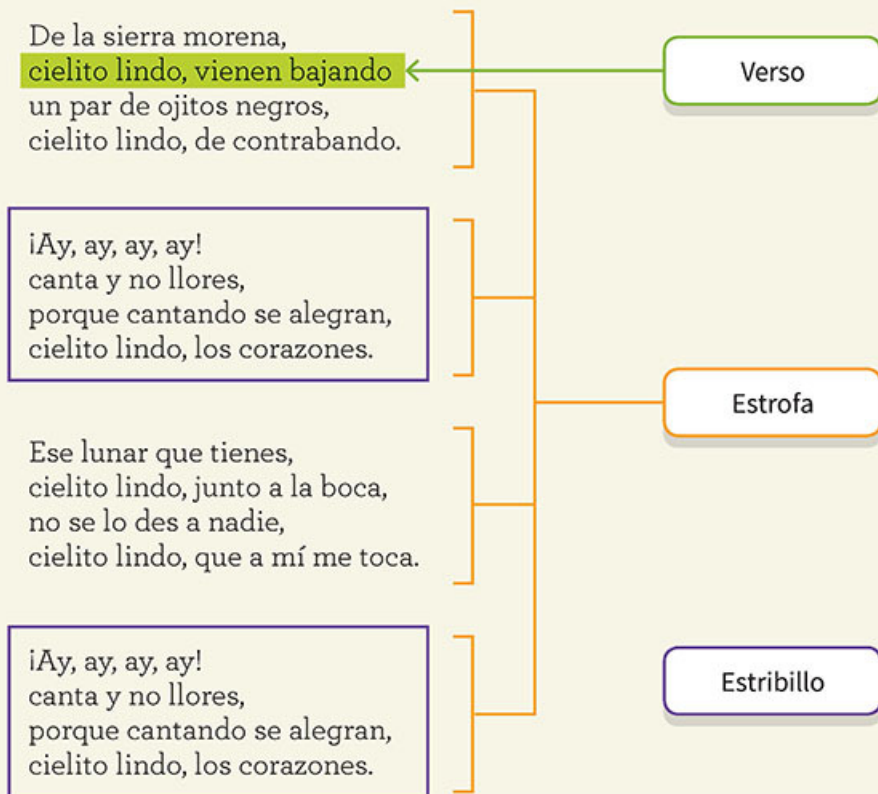 De la sierra morena,
cielito lindo, vienen bajando
un par de ojitos negros,
cielito lindo, de contrabando.
Verso
¡Ay, ay, ay, ay!
canta y no llores,
porque cantando se alegran,
cielito lindo, los corazones.
Estrofa
Ese lunar que tienes,
cielito lindo, junto a la boca,
no se lo des a nadie,
cielito lindo, que a mí me toca.
¡Ay, ay, ay, ay!
canta y no llores,
porque cantando se alegran,
cielito lindo, los corazones.
Estribillo